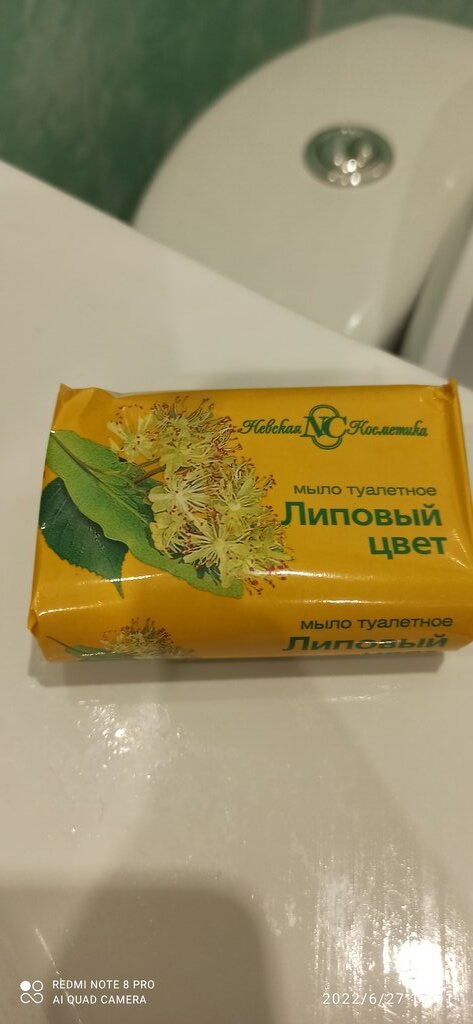 Невская NC Косметика
мыло туалетное
Липовый
цвет
мыло туалетное
Липовый
REDMI NOTE 8 PRO
AI QUAD CAMERA
2022/6/27